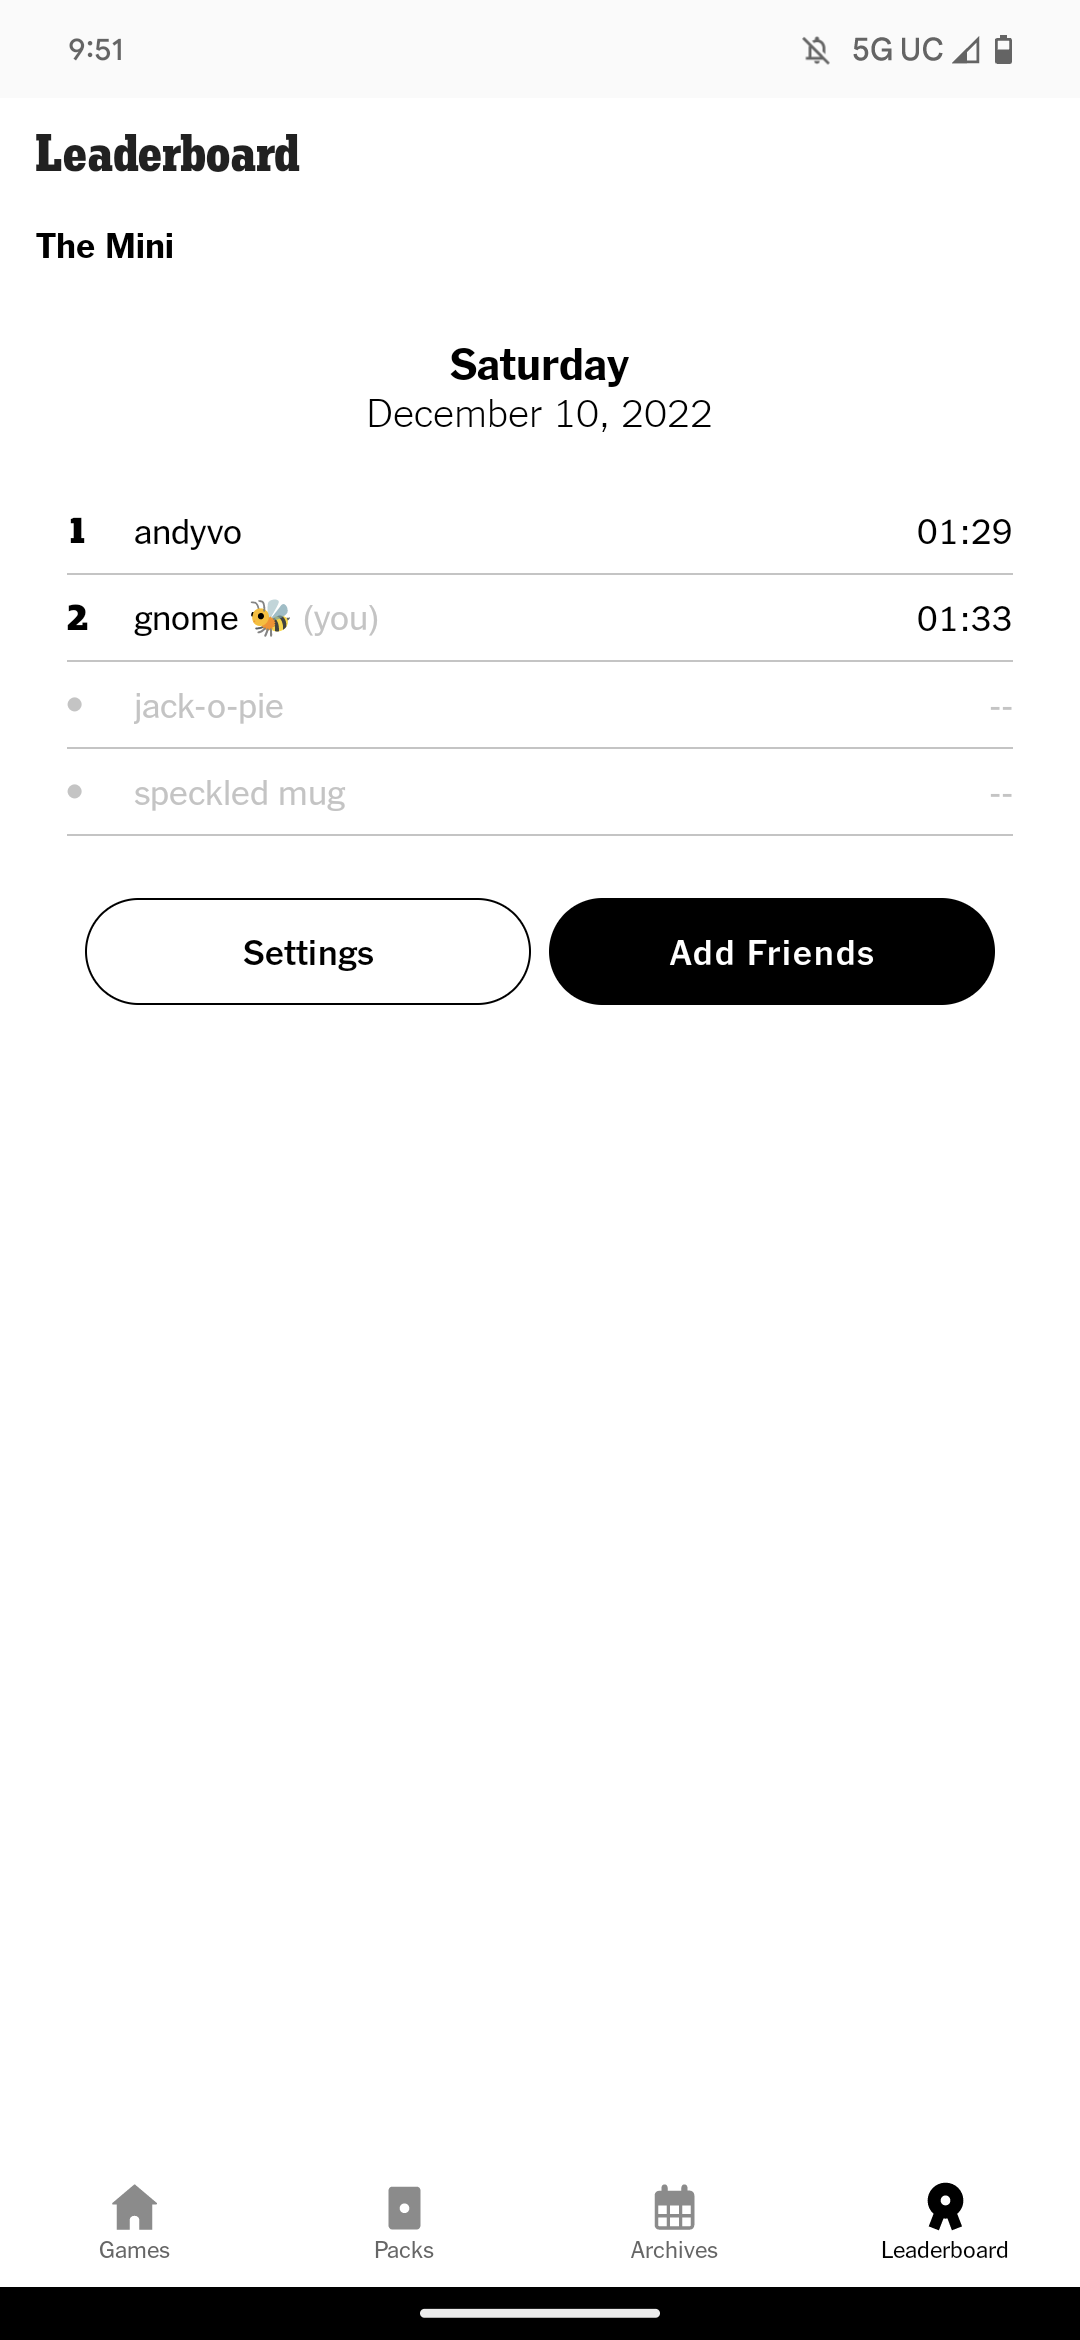 9:51 5G UC
Leaderboard
The Mini
Saturday
December 10, 2022
1 andyvo 01:29
2 gnome 🐝 (you) 01:33
• jack-o-pie --
• speckled mug --
Settings Add Friends
Games Packs Archives Leaderboard